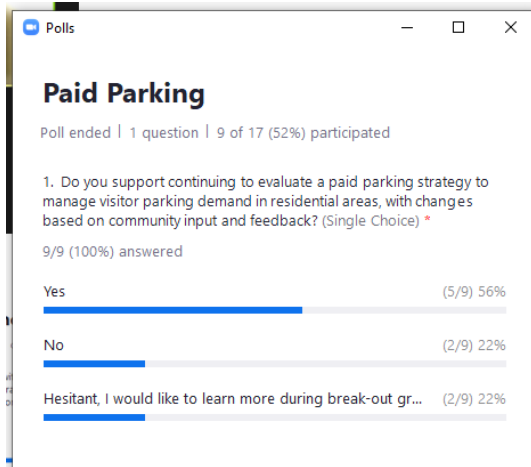 Polls
Paid Parking
Poll ended | 1 question | 9 of 17 (52%) participated
1. Do you support continuing to evaluate a paid parking strategy to
manage visitor parking demand in residential areas, with changes
based on community input and feedback? (Single Choice) *
9/9 (100%) answered
Yes (5/9) 56%
No (2/9) 22%
Hesitant, I would like to learn more during break-out gr... (2/9) 22%